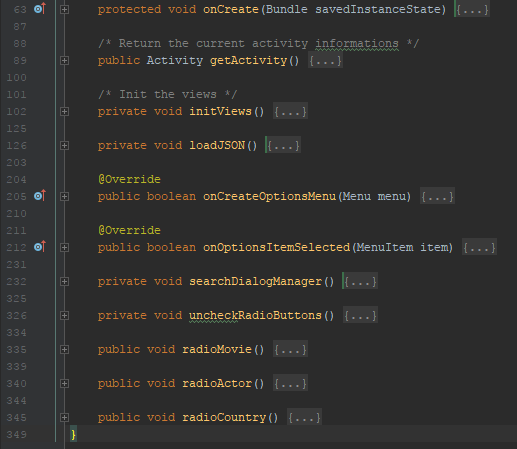 63 protected void onCreate(Bundle savedInstanceState) {...}
87
88 /* Return the current activity informations */
89 public Activity getActivity() {...}
100
101 /* Init the views */
102 private void initViews() {...}
125
126 private void loadJSON() {...}
203
204 @Override
205 public boolean onCreateOptionsMenu(Menu menu) {...}
210
211 @Override
212 public boolean onOptionsItemSelected(MenuItem item) {...}
231
232 private void searchDialogManager() {...}
325
326 private void uncheckRadioButtons() {...}
334
335 public void radioMovie() {...}
339
340 public void radioActor() {...}
344
345 public void radioCountry() {...}
349 }